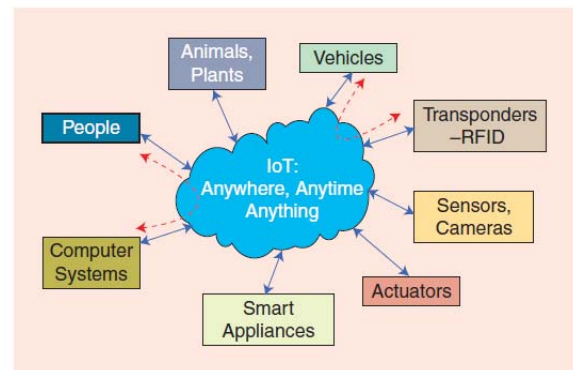 Animals,
Plants
Vehicles
People
Transponders
–RFID
IoT:
Anywhere, Anytime
Anything
Sensors,
Cameras
Computer
Systems
Actuators
Smart
Appliances